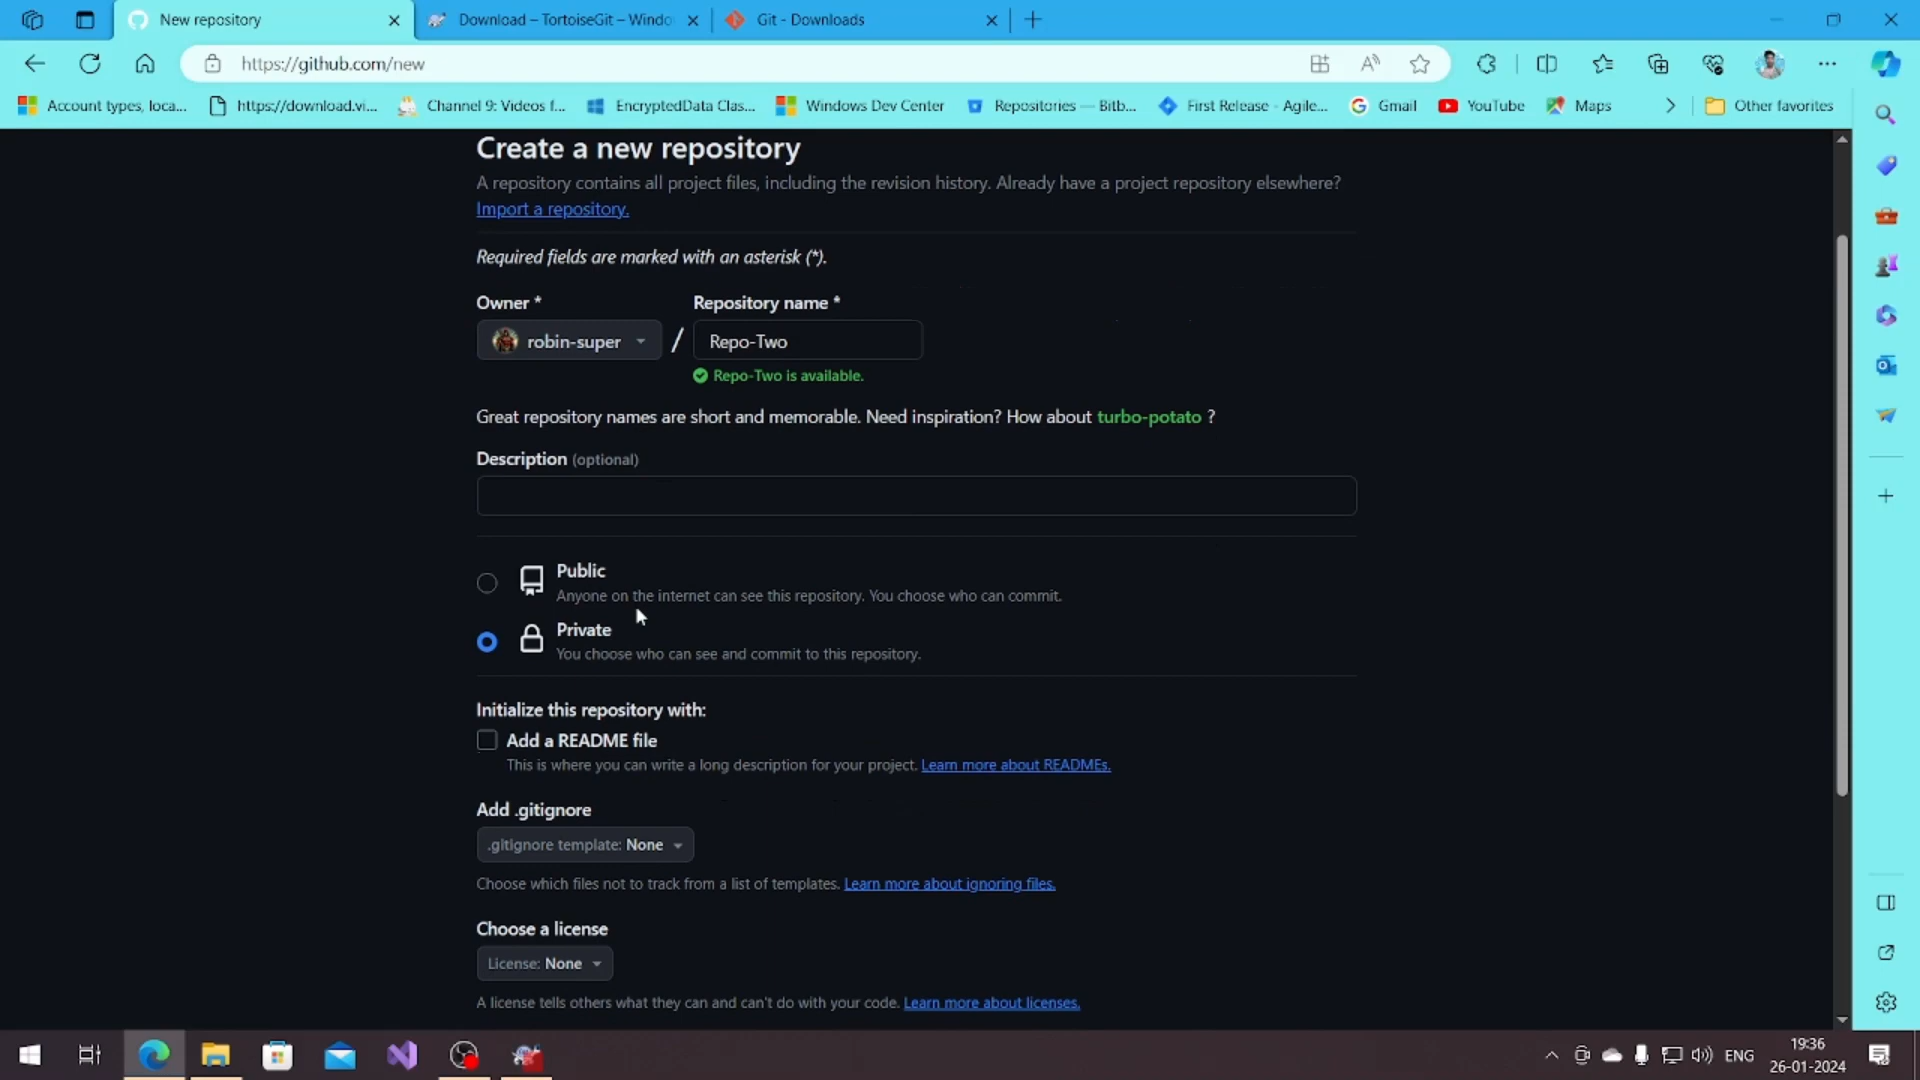 New repository
Download – TortoiseGit – Windo
Git - Downloads
https://github.com/new
Account types, loca...
https://download.vi...
Channel 9: Videos f...
EncryptedData Clas...
Windows Dev Center
Repositories — Bitb...
First Release - Agile...
Gmail
YouTube
Maps
Other favorites
Create a new repository
A repository contains all project files, including the revision history. Already have a project repository elsewhere?
Import a repository.
Required fields are marked with an asterisk (*).
Owner * Repository name *
robin-super / Repo-Two
Repo-Two is available.
Great repository names are short and memorable. Need inspiration? How about turbo-potato ?
Description (optional)
Public
Anyone on the internet can see this repository. You choose who can commit.
Private
You choose who can see and commit to this repository.
Initialize this repository with:
Add a README file
This is where you can write a long description for your project. Learn more about READMEs.
Add .gitignore
.gitignore template: None
Choose which files not to track from a list of templates. Learn more about ignoring files.
Choose a license
License: None
A license tells others what they can and can't do with your code. Learn more about licenses.
ENG
19:36
26-01-2024